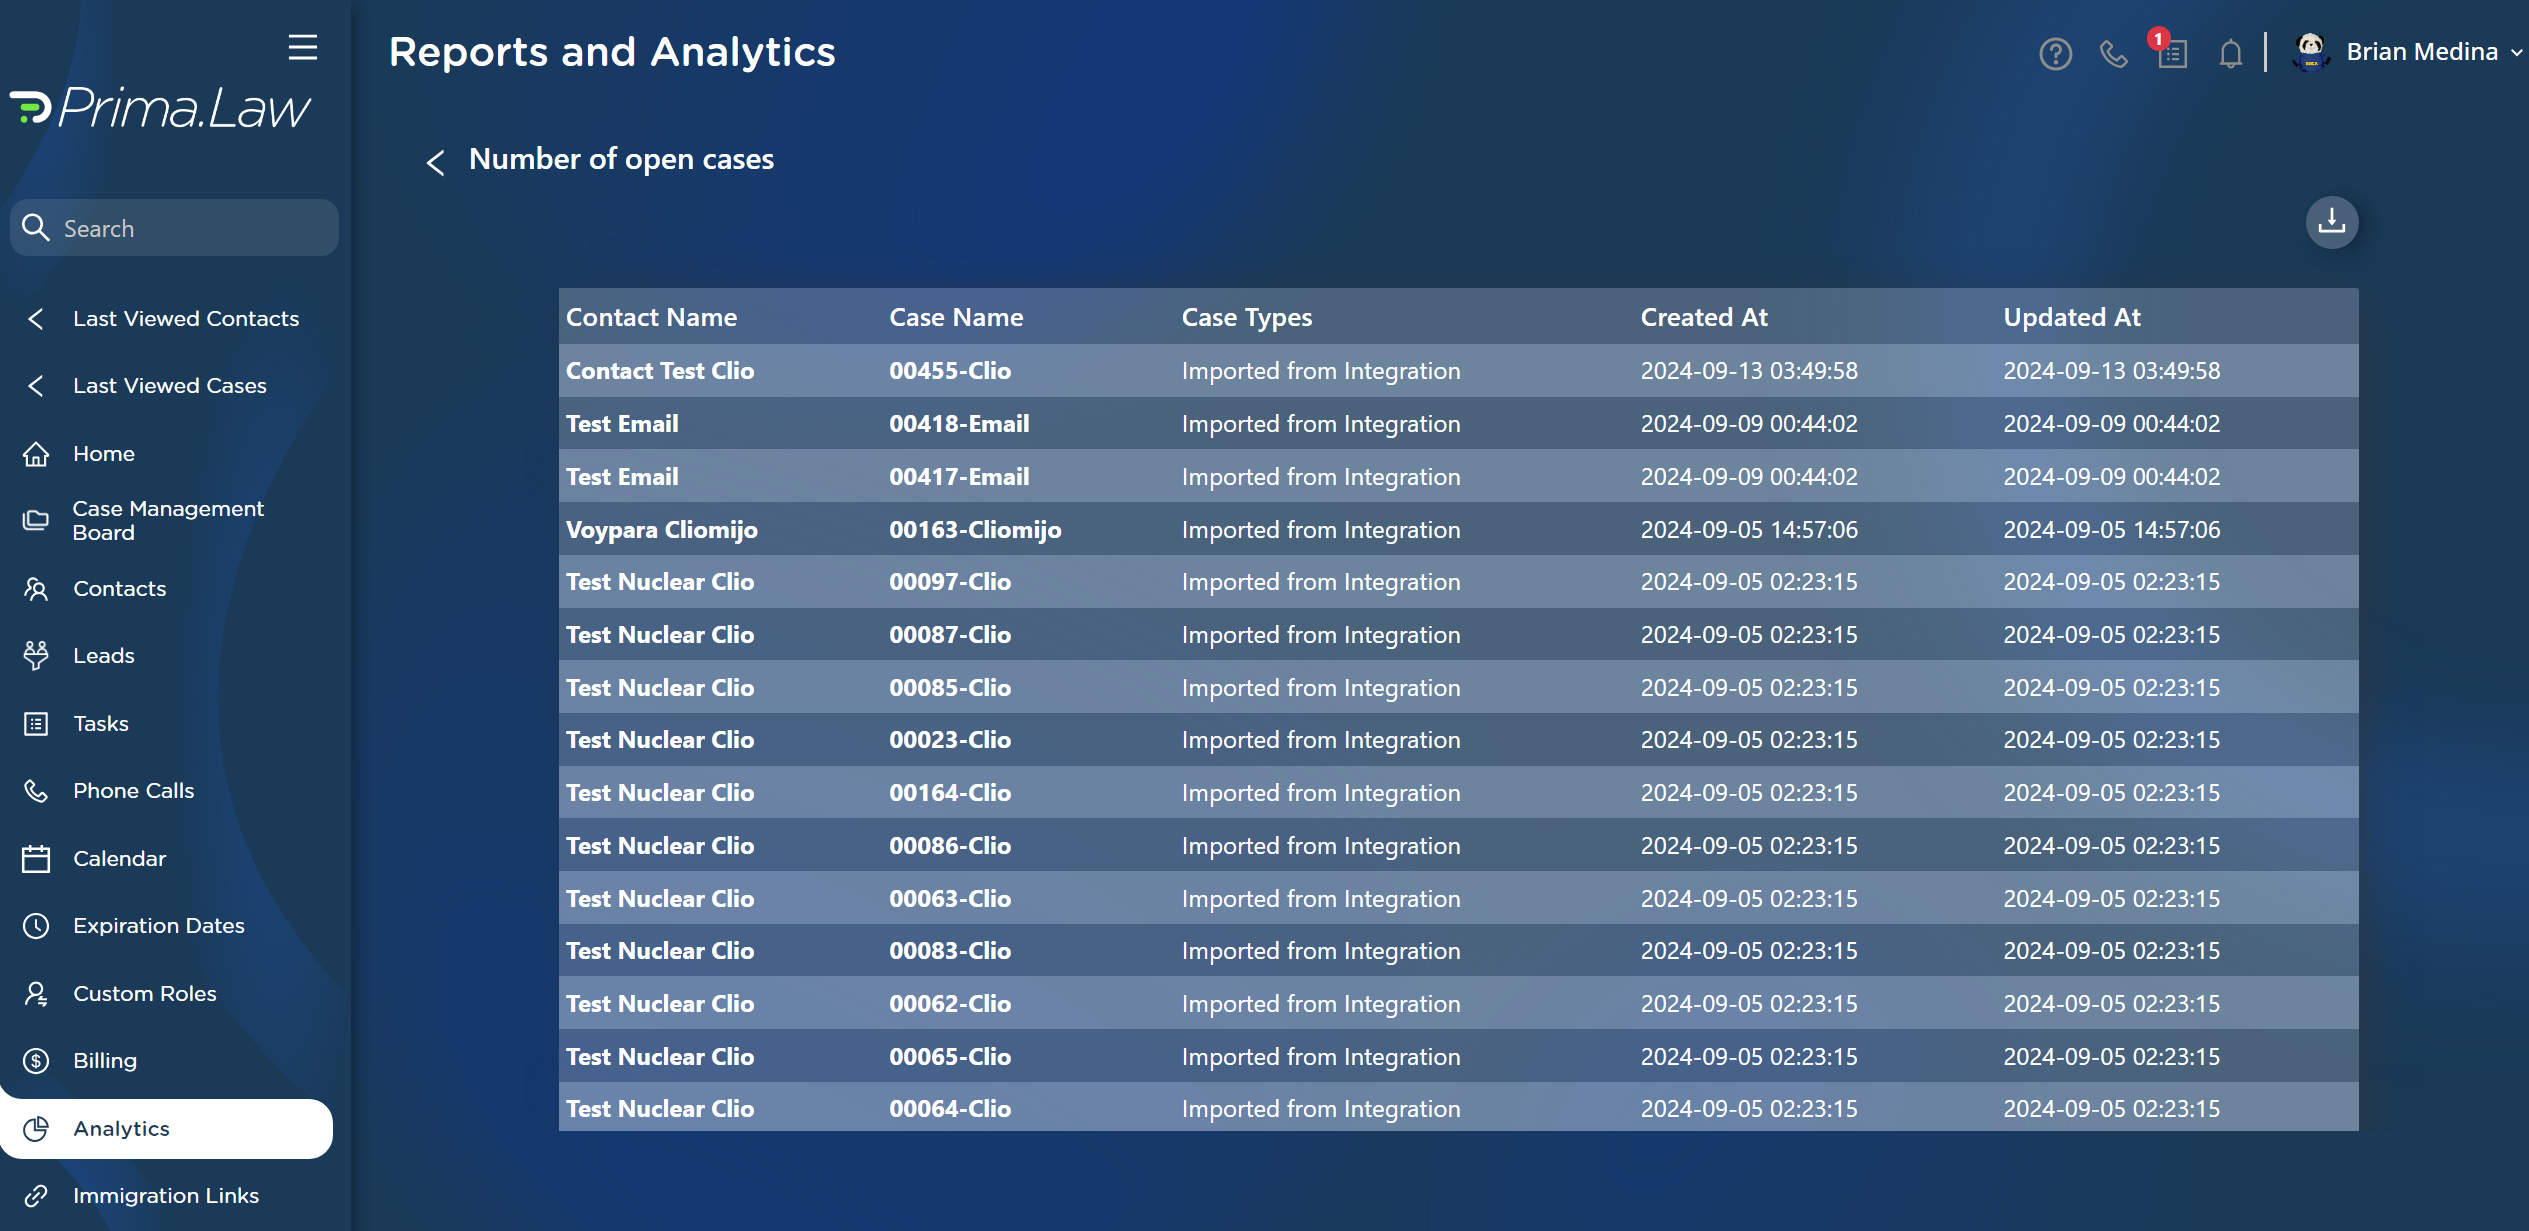 Prima.Law
Search
Last Viewed Contacts
Last Viewed Cases
Home
Case Management
Board
Contacts
Leads
Tasks
Phone Calls
Calendar
Expiration Dates
Custom Roles
Billing
Analytics
Immigration Links
Reports and Analytics
1
Brian Medina
Number of open cases
Contact Name Case Name Case Types Created At Updated At
Contact Test Clio 00455-Clio Imported from Integration 2024-09-13 03:49:58 2024-09-13 03:49:58
Test Email 00418-Email Imported from Integration 2024-09-09 00:44:02 2024-09-09 00:44:02
Test Email 00417-Email Imported from Integration 2024-09-09 00:44:02 2024-09-09 00:44:02
Voypara Cliomijo 00163-Cliomijo Imported from Integration 2024-09-05 14:57:06 2024-09-05 14:57:06
Test Nuclear Clio 00097-Clio Imported from Integration 2024-09-05 02:23:15 2024-09-05 02:23:15
Test Nuclear Clio 00087-Clio Imported from Integration 2024-09-05 02:23:15 2024-09-05 02:23:15
Test Nuclear Clio 00085-Clio Imported from Integration 2024-09-05 02:23:15 2024-09-05 02:23:15
Test Nuclear Clio 00023-Clio Imported from Integration 2024-09-05 02:23:15 2024-09-05 02:23:15
Test Nuclear Clio 00164-Clio Imported from Integration 2024-09-05 02:23:15 2024-09-05 02:23:15
Test Nuclear Clio 00086-Clio Imported from Integration 2024-09-05 02:23:15 2024-09-05 02:23:15
Test Nuclear Clio 00063-Clio Imported from Integration 2024-09-05 02:23:15 2024-09-05 02:23:15
Test Nuclear Clio 00083-Clio Imported from Integration 2024-09-05 02:23:15 2024-09-05 02:23:15
Test Nuclear Clio 00062-Clio Imported from Integration 2024-09-05 02:23:15 2024-09-05 02:23:15
Test Nuclear Clio 00065-Clio Imported from Integration 2024-09-05 02:23:15 2024-09-05 02:23:15
Test Nuclear Clio 00064-Clio Imported from Integration 2024-09-05 02:23:15 2024-09-05 02:23:15